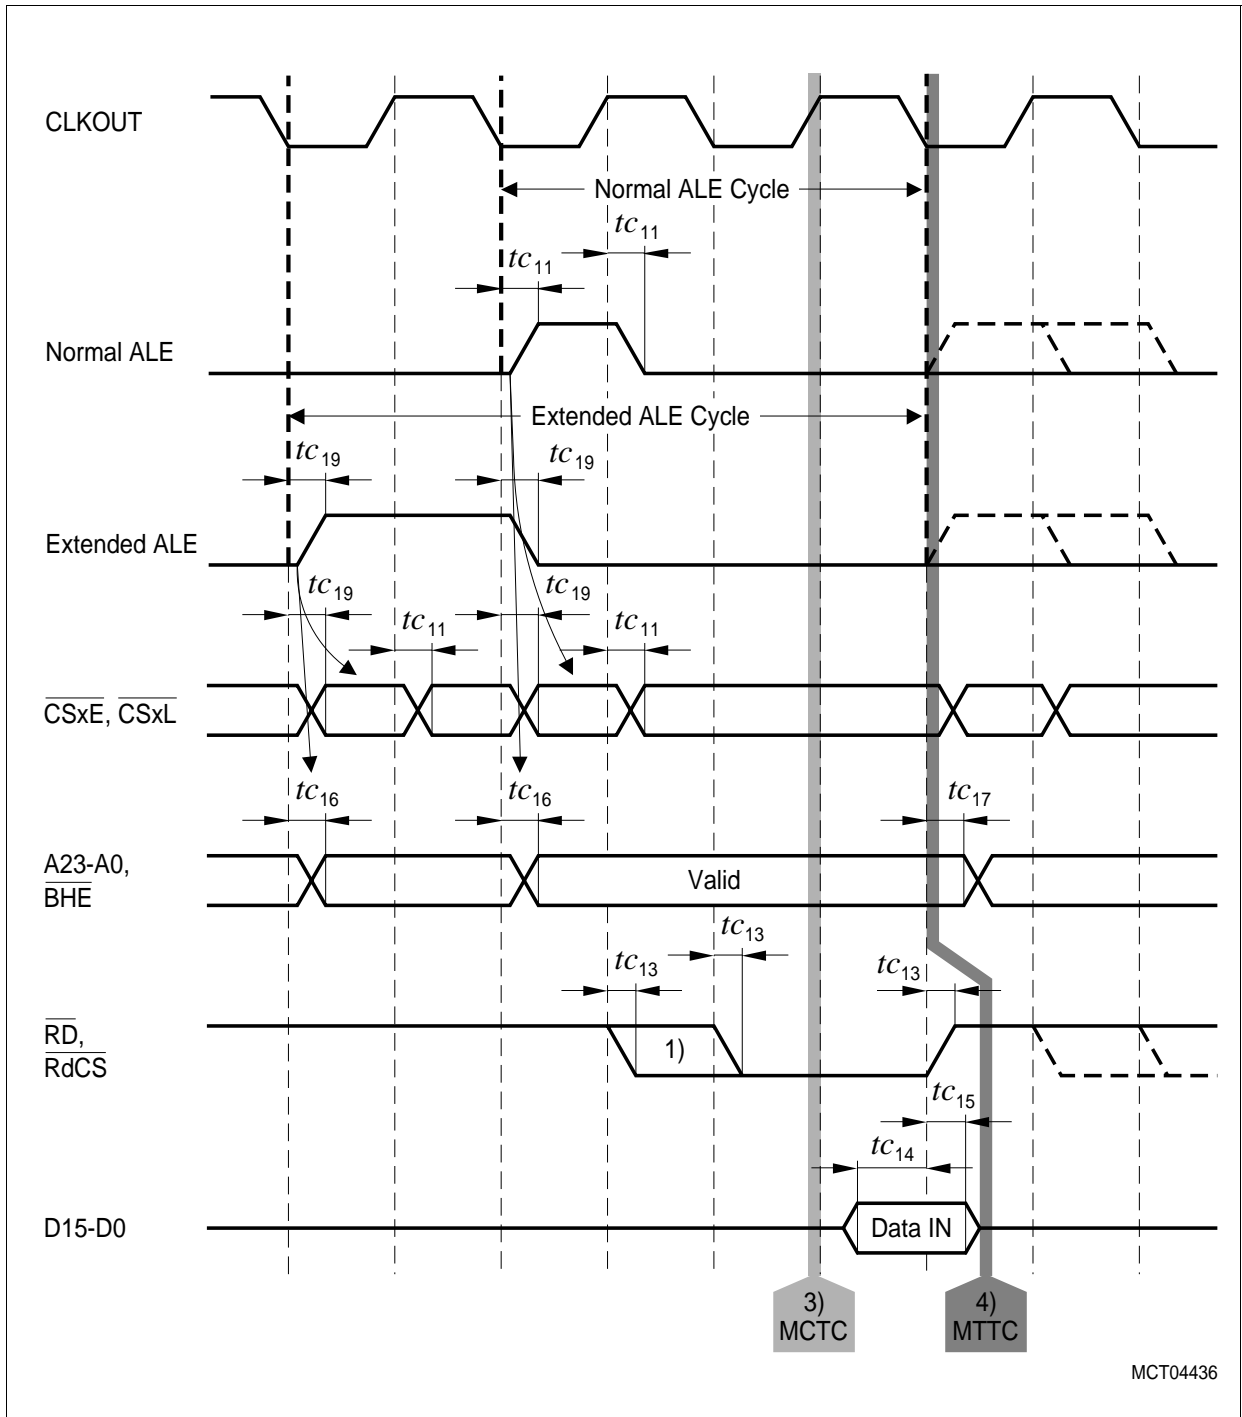 CLKOUT
Normal ALE Cycle
tc11
tc11
Normal ALE
Extended ALE Cycle
tc19
tc19
Extended ALE
tc19
tc19
tc11
tc11
CSxE, CSxL
tc16
tc16
tc17
A23-A0,
BHE
Valid
tc13
tc13
tc13
RD,
RdCS
1)
tc15
tc14
D15-D0
Data IN
3)
MCTC
4)
MTTC
MCT04436